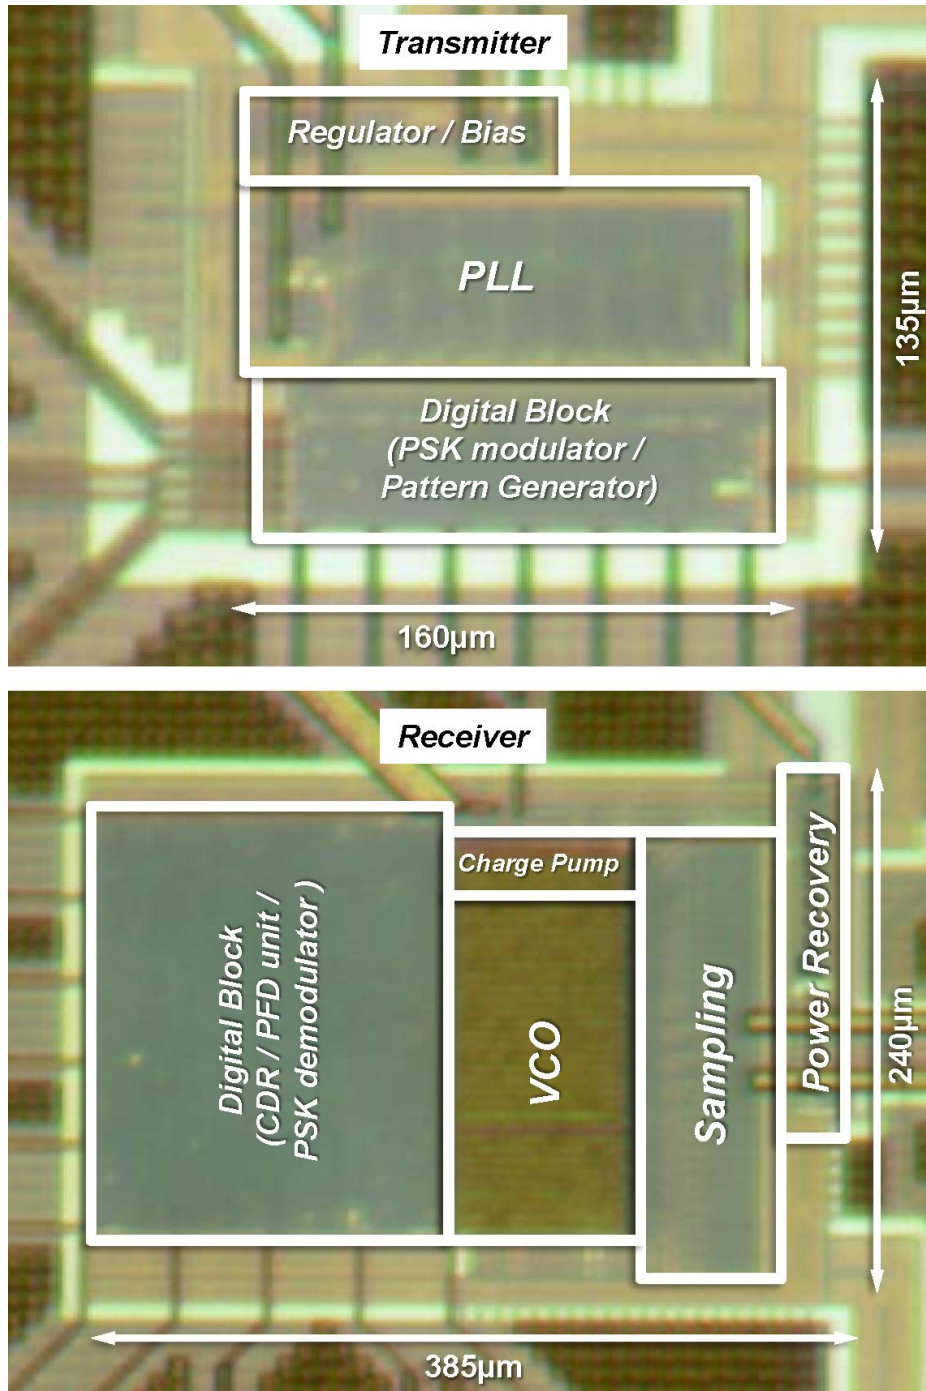 Transmitter
Regulator / Bias
PLL
Digital Block
(PSK modulator /
Pattern Generator)
135µm
160µm
Receiver
Digital Block
(CDR / PFD unit /
PSK demodulator )
Charge Pump
VCO
Sampling
Power Recovery
240µm
385µm